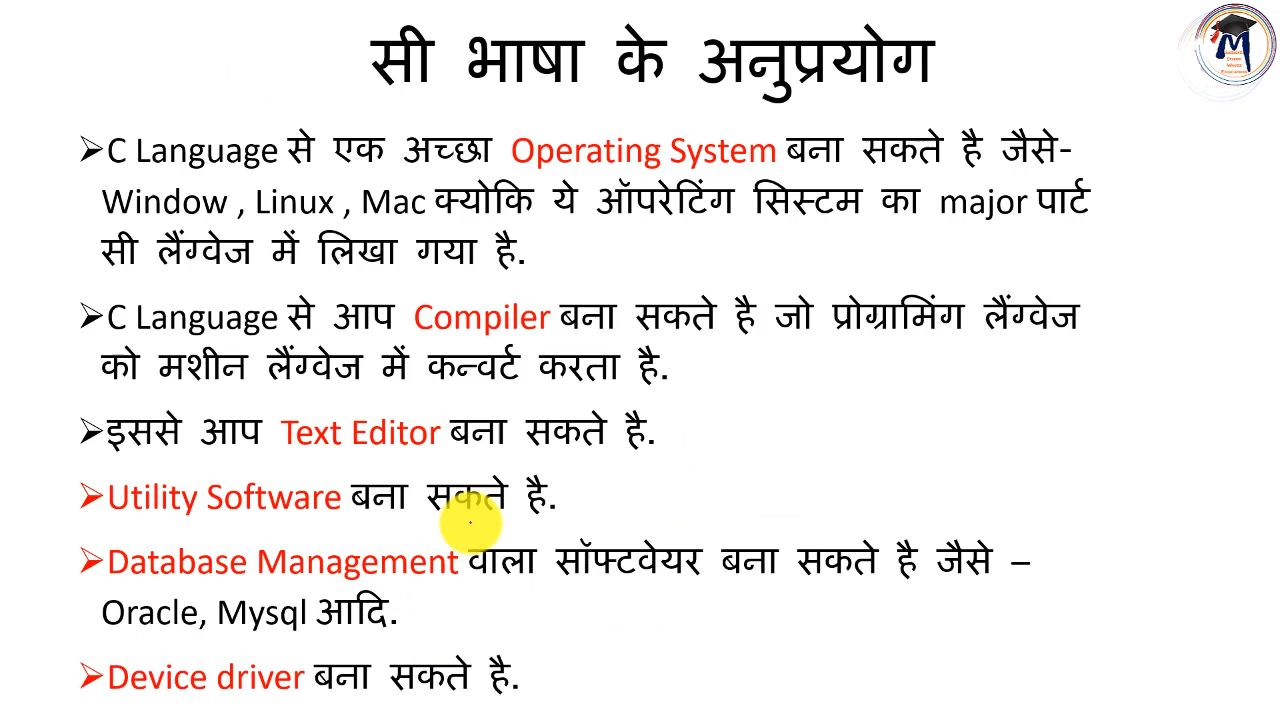 सी भाषा के अनुप्रयोग
M
➢C Language से एक अच्छा Operating System बना सकते है जैसे-
Window , Linux , Mac क्योकि ये ऑपरेटिंग सिस्टम का major पार्ट
सी लैंग्वेज में लिखा गया है.
➢C Language से आप Compiler बना सकते है जो प्रोग्रामिंग लैंग्वेज
को मशीन लैंग्वेज में कन्वर्ट करता है.
➢इससे आप Text Editor बना सकते है.
➢Utility Software बना सकते है.
➢Database Management वाला सॉफ्टवेयर बना सकते है जैसे –
Oracle, Mysql आदि.
➢Device driver बना सकते है.